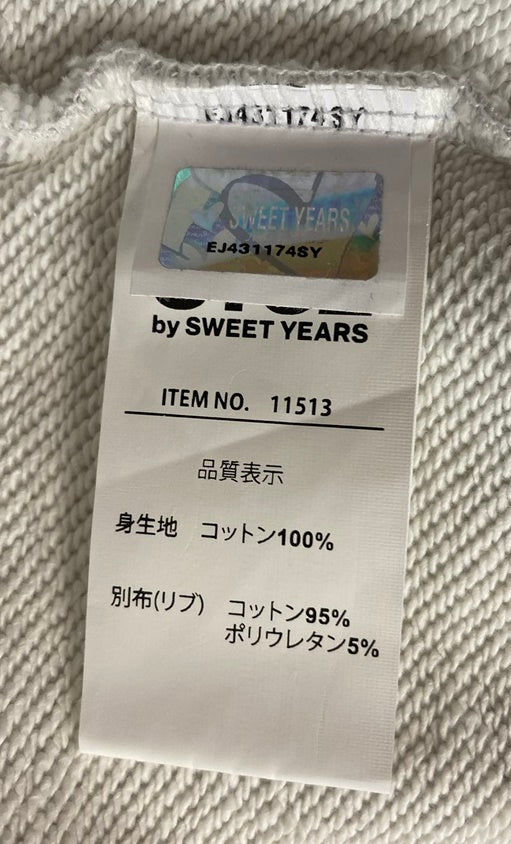 EJ431174SY
SWEET YEARS
EJ431174SY
by SWEET YEARS
ITEM NO. 11513
品質表示
身生地 コットン100%
別布(リブ) コットン95%
ポリウレタン5%